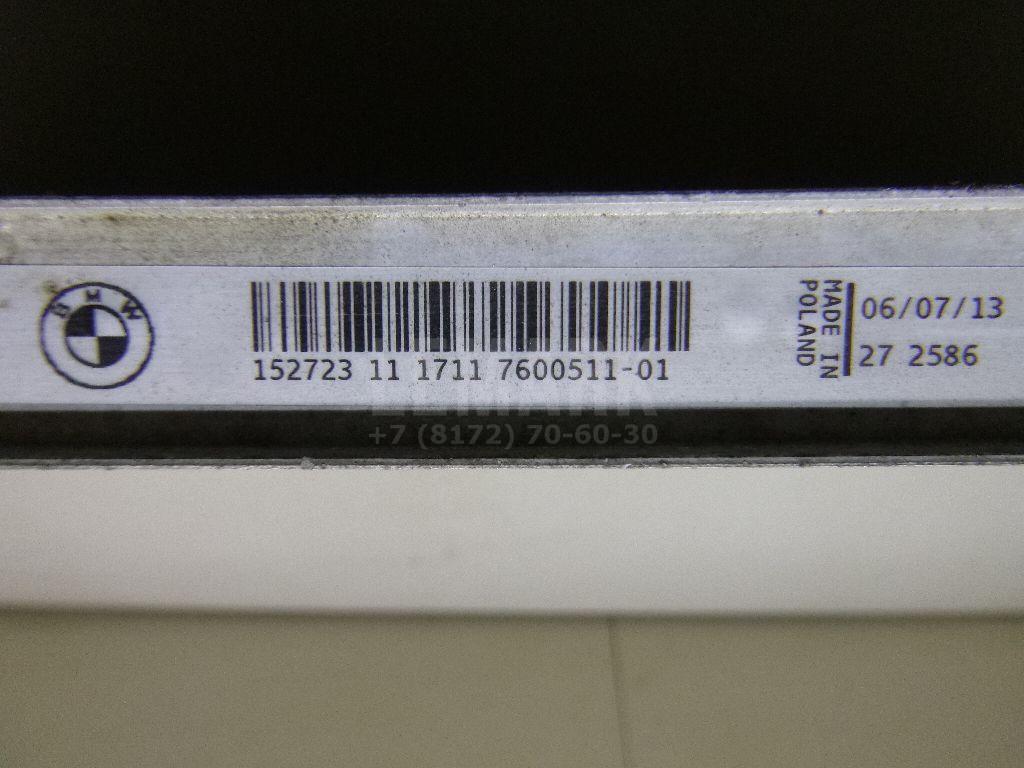 BMW
152723 11 1711 7600511-01
MADE IN
POLAND
06/07/13
27 2586
LEMARK
+7 (8172) 70-60-30